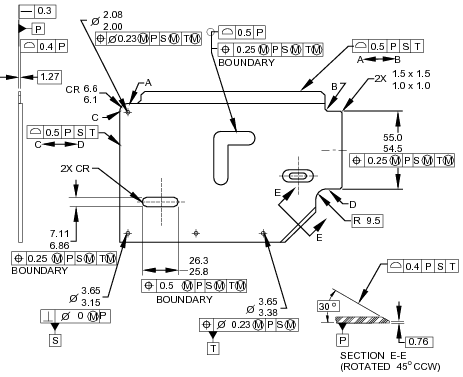 — 0.3
P
⌓ 0.4 P
1.27
⌀ 2.08
2.00
⌖ ⌀ 0.23 Ⓜ P S Ⓜ T Ⓜ
⌓ 0.5 P
⌖ 0.25 Ⓜ P S Ⓜ T Ⓜ
BOUNDARY
⌓ 0.5 P S T
A ↔ B
2X 1.5 x 1.5
1.0 x 1.0
CR 6.6
6.1
A
B
C
⌓ 0.5 P S T
C ↔ D
55.0
54.5
⌖ 0.25 Ⓜ P S Ⓜ T Ⓜ
2X CR
E
E
D
R 9.5
7.11
6.86
⌖ 0.25 Ⓜ P S Ⓜ T Ⓜ
BOUNDARY
26.3
25.8
⌖ 0.5 Ⓜ P S Ⓜ T Ⓜ
BOUNDARY
⌀ 3.65
3.15
⊥ ⌀ 0 Ⓜ P
S
⌀ 3.65
3.38
⌖ ⌀ 0.23 Ⓜ P S Ⓜ
T
⌓ 0.4 P S T
30°
P
0.76
SECTION E-E
(ROTATED 45° CCW)